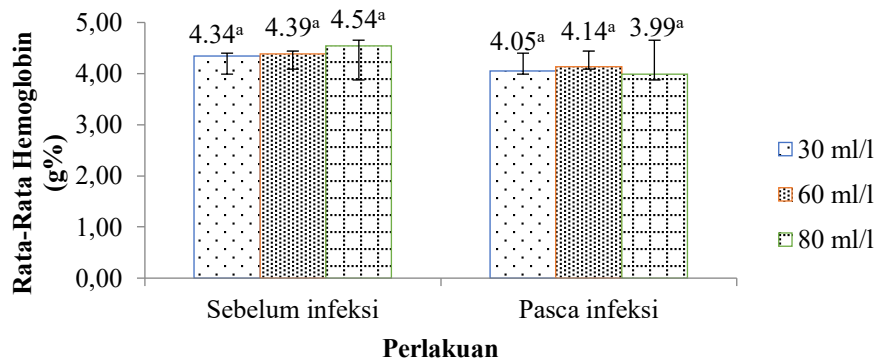 Rata-Rata Hemoglobin
(g%)
5,00
4,00
3,00
2,00
1,00
0,00
4.34ᵃ
4.39ᵃ
4.54ᵃ
4.05ᵃ
4.14ᵃ
3.99ᵃ
Sebelum infeksi
Pasca infeksi
Perlakuan
30 ml/l
60 ml/l
80 ml/l